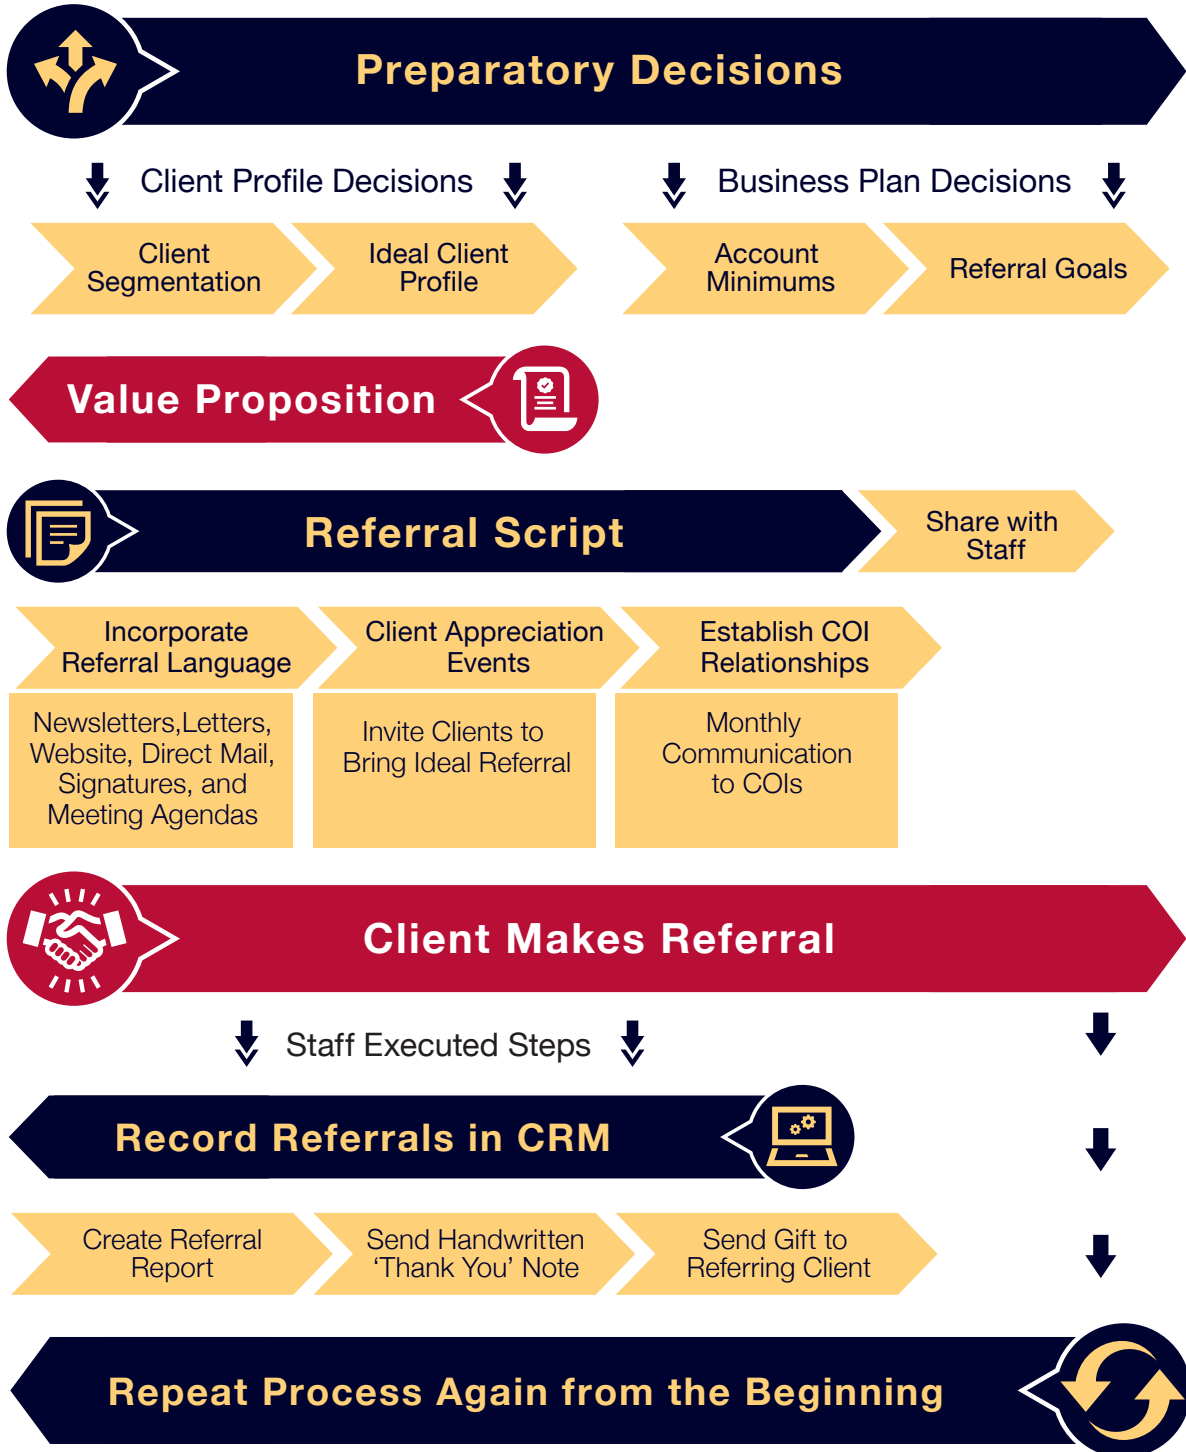 Preparatory Decisions
Client Profile Decisions
Business Plan Decisions
Client
Segmentation
Ideal Client
Profile
Account
Minimums
Referral Goals
Value Proposition
Referral Script
Share with
Staff
Incorporate
Referral Language
Client Appreciation
Events
Establish COI
Relationships
Newsletters,Letters,
Website, Direct Mail,
Signatures, and
Meeting Agendas
Invite Clients to
Bring Ideal Referral
Monthly
Communication
to COIs
Client Makes Referral
Staff Executed Steps
Record Referrals in CRM
Create Referral
Report
Send Handwritten
‘Thank You’ Note
Send Gift to
Referring Client
Repeat Process Again from the Beginning